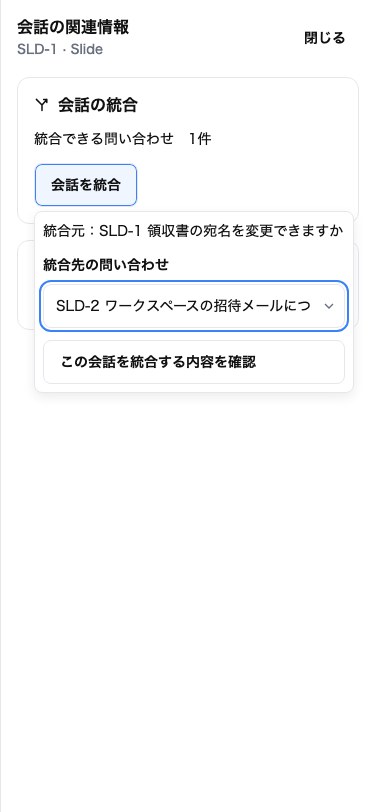 会話の関連情報
SLD-1 · Slide
閉じる
会話の統合
統合できる問い合わせ 1件
会話を統合
統合元：SLD-1 領収書の宛名を変更できますか
統合先の問い合わせ
SLD-2 ワークスペースの招待メールにつ
この会話を統合する内容を確認